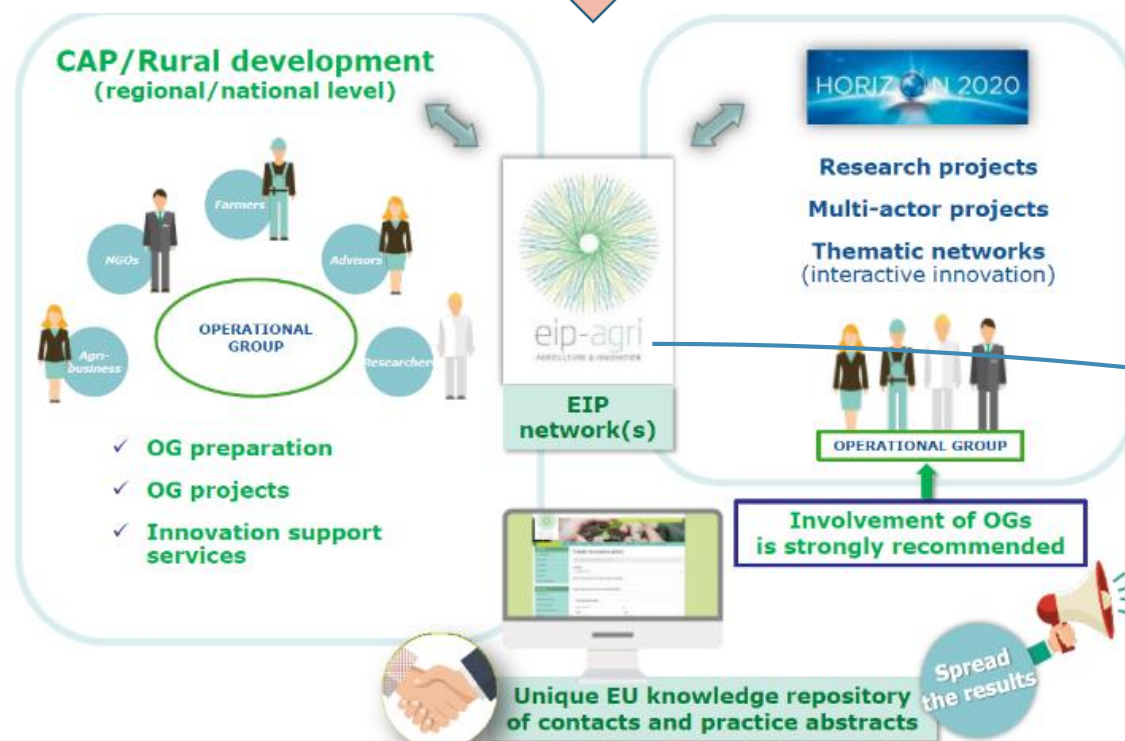 CAP/Rural development
(regional/national level)
Farmers
NGOs
Advisors
Agri-
business
Researchers
OPERATIONAL
GROUP
✓ OG preparation
✓ OG projects
✓ Innovation support
services
eip-agri
AGRICULTURE & INNOVATION
EIP
network(s)
HORIZON 2020
Research projects
Multi-actor projects
Thematic networks
(interactive innovation)
OPERATIONAL GROUP
Involvement of OGs
is strongly recommended
Spread
the results
Unique EU knowledge repository
of contacts and practice abstracts